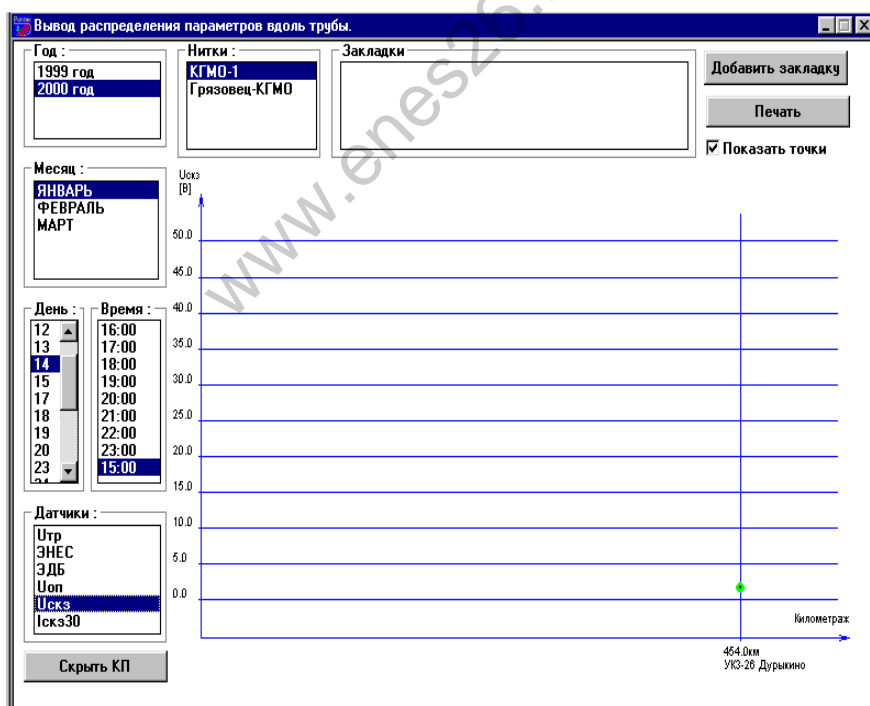 Вывод распределения параметров вдоль трубы.
Год :
1999 год
2000 год
Нитки :
КГМО-1
Грязовец-КГМО
Закладки
Добавить закладку
Печать
Показать точки
Месяц :
ЯНВАРЬ
ФЕВРАЛЬ
МАРТ
День :
12
13
14
15
17
18
19
20
23
Время :
16:00
17:00
18:00
19:00
20:00
21:00
22:00
23:00
15:00
Датчики :
Uтр
ЭНЕС
ЭДБ
Uоп
Uскз
Iскз30
Скрыть КП
Uскз
[В]
50.0
45.0
40.0
35.0
30.0
25.0
20.0
15.0
10.0
5.0
0.0
Километраж
454.0км
УКЗ-26 Дурыкино
www.enes26.